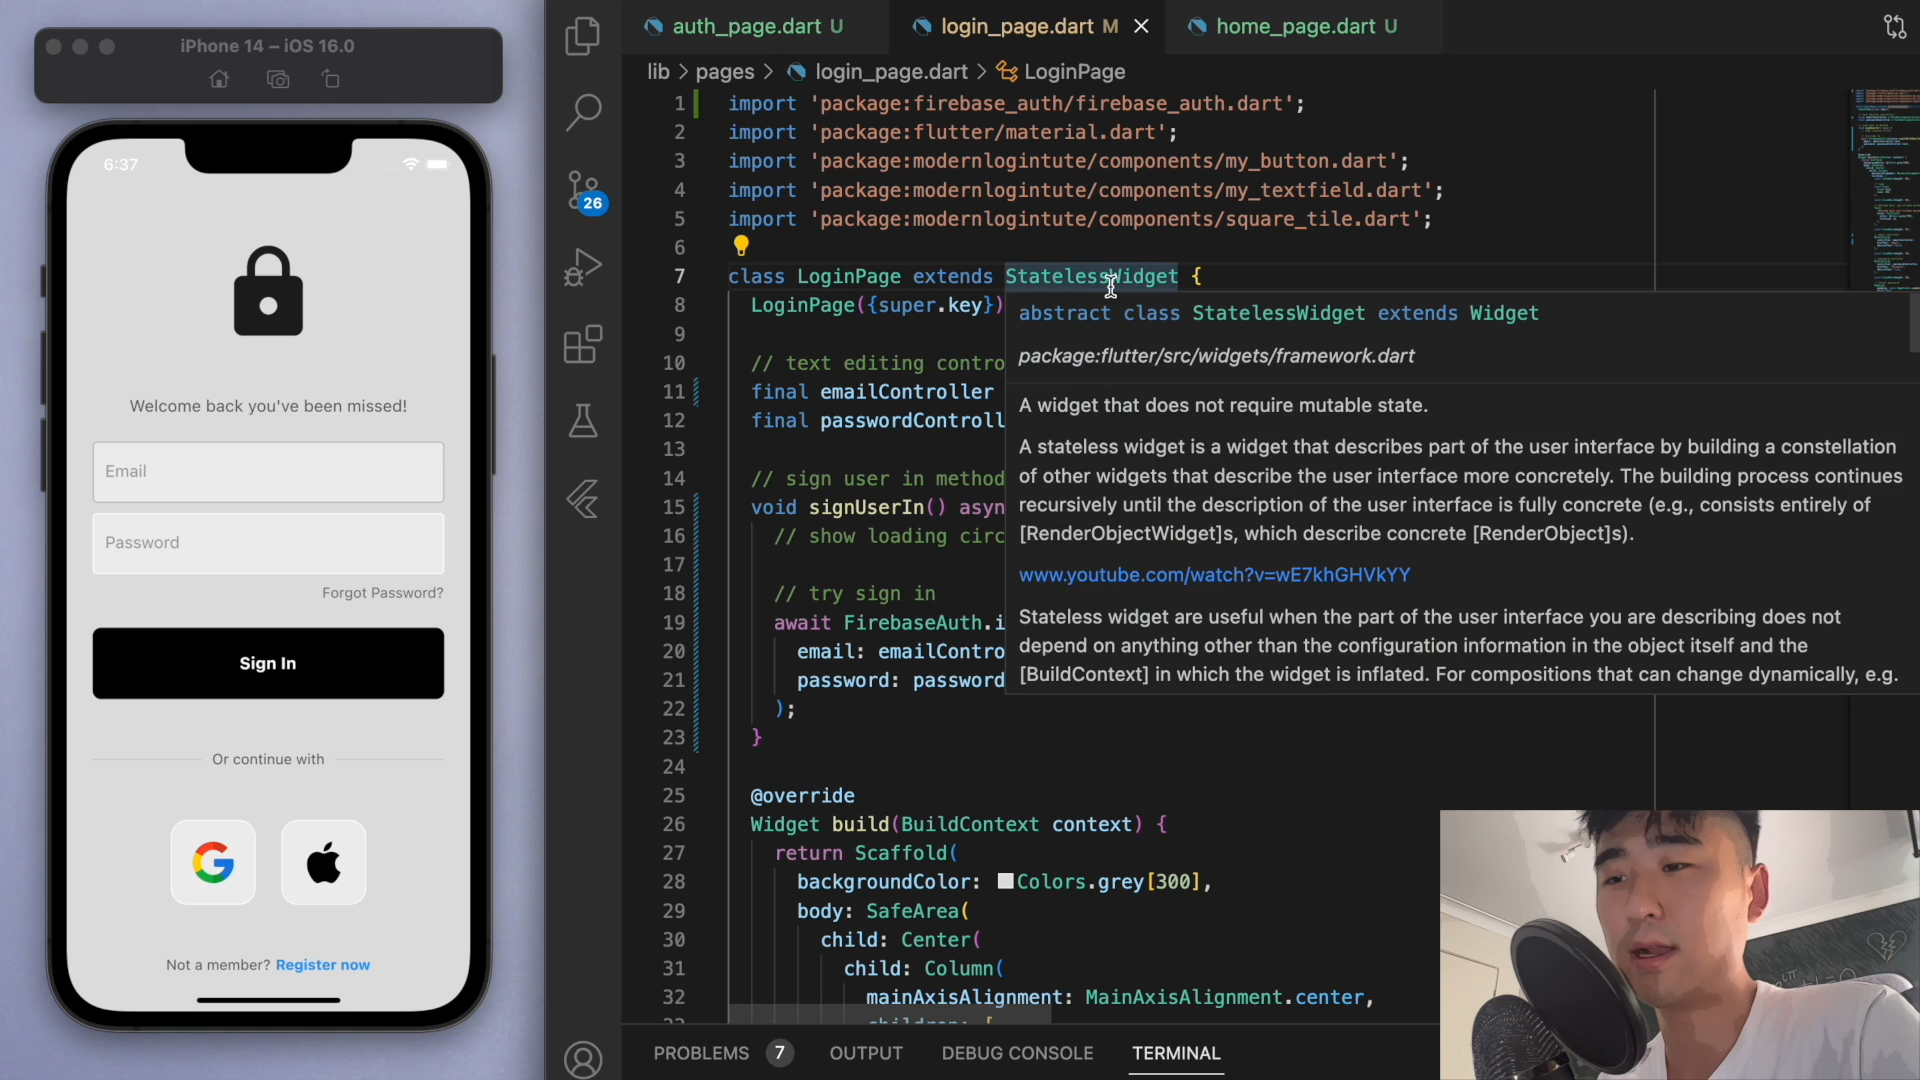 iPhone 14 – iOS 16.0
6:37
Welcome back you've been missed!
Email
Password
Forgot Password?
Sign In
Or continue with
Not a member? Register now
26
auth_page.dart U
login_page.dart M
home_page.dart U
lib > pages > login_page.dart > LoginPage
1 import 'package:firebase_auth/firebase_auth.dart';
2 import 'package:flutter/material.dart';
3 import 'package:modernlogintute/components/my_button.dart';
4 import 'package:modernlogintute/components/my_textfield.dart';
5 import 'package:modernlogintute/components/square_tile.dart';
6
7 class LoginPage extends StatelessWidget {
8 LoginPage({super.key})
9
10 // text editing contro
11 final emailController
12 final passwordControll
13
14 // sign user in method
15 void signUserIn() asyn
16 // show loading circ
17
18 // try sign in
19 await FirebaseAuth.i
20 email: emailContro
21 password: password
22 );
23 }
24
25 @override
26 Widget build(BuildContext context) {
27 return Scaffold(
28 backgroundColor: Colors.grey[300],
29 body: SafeArea(
30 child: Center(
31 child: Column(
32 mainAxisAlignment: MainAxisAlignment.center,
abstract class StatelessWidget extends Widget
package:flutter/src/widgets/framework.dart
A widget that does not require mutable state.
A stateless widget is a widget that describes part of the user interface by building a constellation
of other widgets that describe the user interface more concretely. The building process continues
recursively until the description of the user interface is fully concrete (e.g., consists entirely of
[RenderObjectWidget]s, which describe concrete [RenderObject]s).
www.youtube.com/watch?v=wE7khGHVkYY
Stateless widget are useful when the part of the user interface you are describing does not
depend on anything other than the configuration information in the object itself and the
[BuildContext] in which the widget is inflated. For compositions that can change dynamically, e.g.
PROBLEMS 7 OUTPUT DEBUG CONSOLE TERMINAL